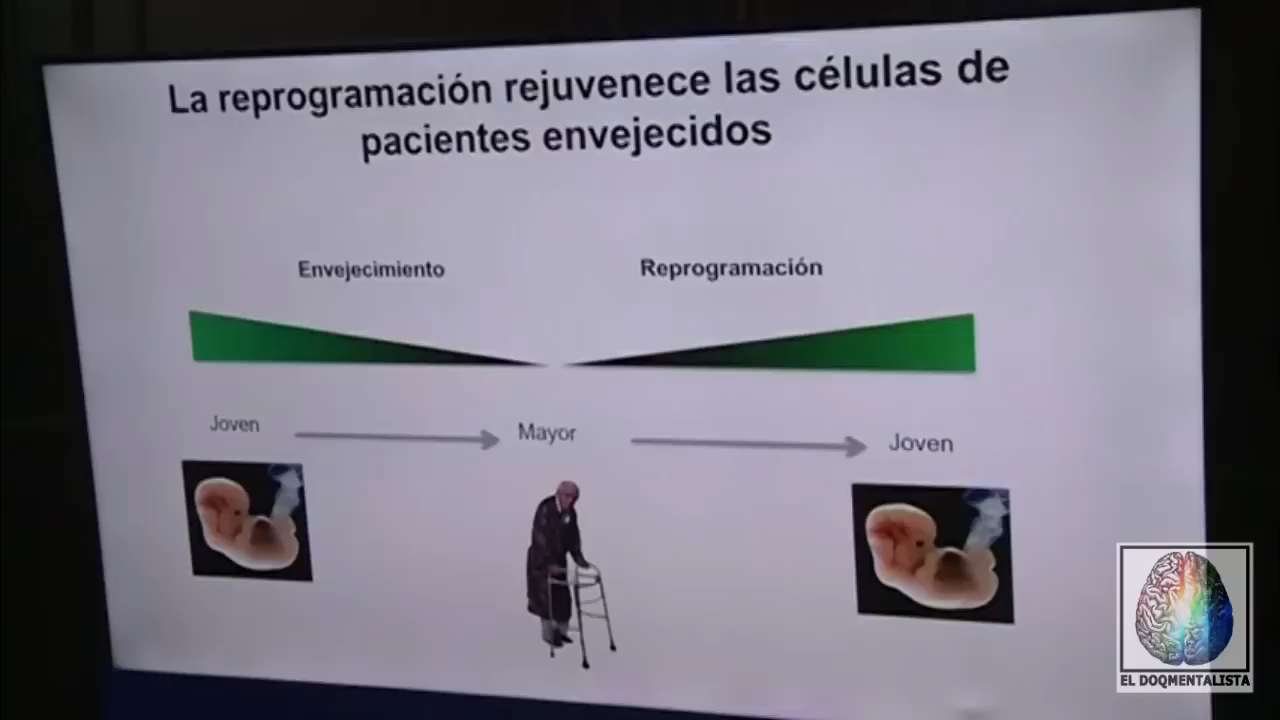 La reprogramación rejuvenece las células de
pacientes envejecidos
Envejecimiento
Reprogramación
Joven
Mayor
Joven
EL DOQMENTALISTA